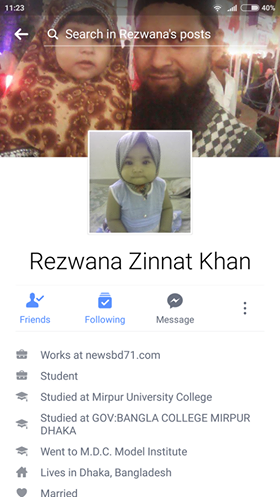 11:23
40%
Search in Rezwana's posts
Rezwana Zinnat Khan
Friends
Following
Message
Works at newsbd71.com
Student
Studied at Mirpur University College
Studied at GOV:BANGLA COLLEGE MIRPUR
DHAKA
Went to M.D.C. Model Institute
Lives in Dhaka, Bangladesh
Married